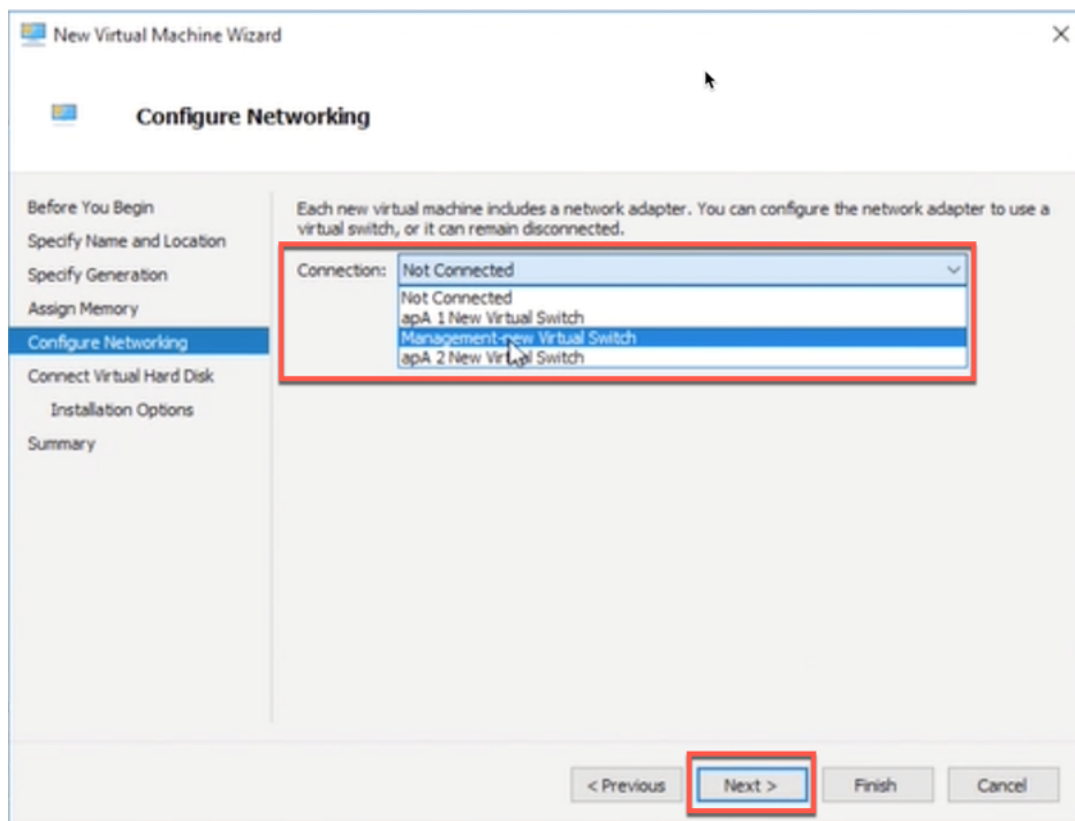 New Virtual Machine Wizard
Configure Networking
Before You Begin
Specify Name and Location
Specify Generation
Assign Memory
Configure Networking
Connect Virtual Hard Disk
Installation Options
Summary
Each new virtual machine includes a network adapter. You can configure the network adapter to use a
virtual switch, or it can remain disconnected.
Connection: Not Connected
Not Connected
apA 1 New Virtual Switch
Management-new Virtual Switch
apA 2 New Virtual Switch
< Previous Next > Finish Cancel